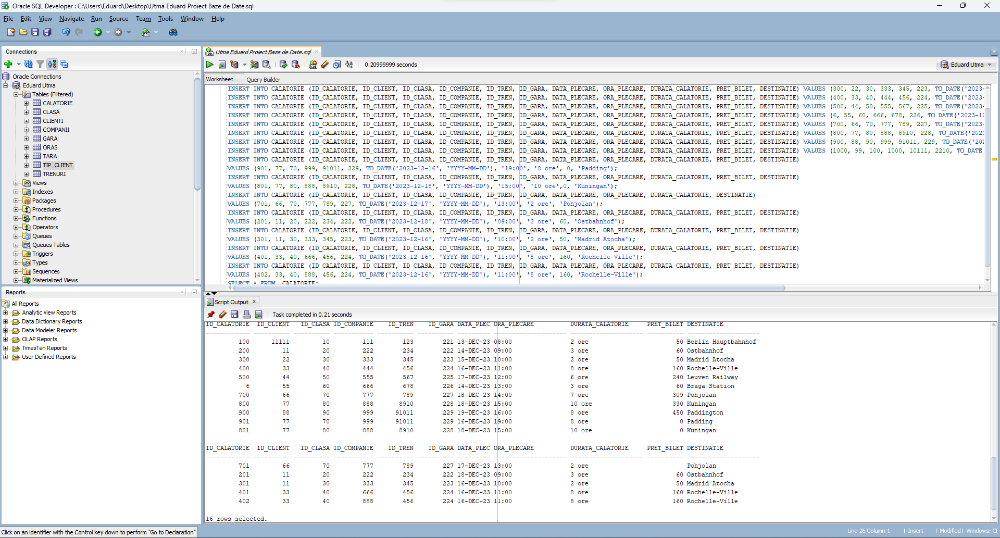 Oracle SQL Developer : C:\Users\Eduard\Desktop\Utma Eduard Proiect Baze de Date.sql
File Edit View Navigate Run Source Team Tools Window Help
Connections
Oracle Connections
Eduard Utma
Tables (Filtered)
CALATORIE
CLASA
CLIENTI
COMPANII
GARA
ORAS
TARA
TIP_CLIENT
TRENURI
Views
Indexes
Packages
Procedures
Functions
Operators
Queues
Queues Tables
Triggers
Types
Sequences
Materialized Views
Reports
All Reports
Analytic View Reports
Data Dictionary Reports
Data Modeler Reports
OLAP Reports
TimesTen Reports
User Defined Reports
Utma Eduard Proiect Baze de Date.sql
0.20999999 seconds
Eduard Utma
Worksheet Query Builder
INSERT INTO CALATORIE (ID_CALATORIE, ID_CLIENT, ID_CLASA, ID_COMPANIE, ID_TREN, ID_GARA, DATA_PLECARE, ORA_PLECARE, DURATA_CALATORIE, PRET_BILET, DESTINATIE) VALUES (300, 22, 30, 333, 345, 223, TO_DATE('2023-
INSERT INTO CALATORIE (ID_CALATORIE, ID_CLIENT, ID_CLASA, ID_COMPANIE, ID_TREN, ID_GARA, DATA_PLECARE, ORA_PLECARE, DURATA_CALATORIE, PRET_BILET, DESTINATIE) VALUES (400, 33, 40, 444, 456, 224, TO_DATE('2023-
INSERT INTO CALATORIE (ID_CALATORIE, ID_CLIENT, ID_CLASA, ID_COMPANIE, ID_TREN, ID_GARA, DATA_PLECARE, ORA_PLECARE, DURATA_CALATORIE, PRET_BILET, DESTINATIE) VALUES (500, 44, 50, 555, 567, 225, TO_DATE('2023-
INSERT INTO CALATORIE (ID_CALATORIE, ID_CLIENT, ID_CLASA, ID_COMPANIE, ID_TREN, ID_GARA, DATA_PLECARE, ORA_PLECARE, DURATA_CALATORIE, PRET_BILET, DESTINATIE) VALUES (6, 55, 60, 666, 678, 226, TO_DATE('2023-12
INSERT INTO CALATORIE (ID_CALATORIE, ID_CLIENT, ID_CLASA, ID_COMPANIE, ID_TREN, ID_GARA, DATA_PLECARE, ORA_PLECARE, DURATA_CALATORIE, PRET_BILET, DESTINATIE) VALUES (700, 66, 70, 777, 789, 227, TO_DATE('2023-
INSERT INTO CALATORIE (ID_CALATORIE, ID_CLIENT, ID_CLASA, ID_COMPANIE, ID_TREN, ID_GARA, DATA_PLECARE, ORA_PLECARE, DURATA_CALATORIE, PRET_BILET, DESTINATIE) VALUES (800, 77, 80, 888, 8910, 228, TO_DATE('202
INSERT INTO CALATORIE (ID_CALATORIE, ID_CLIENT, ID_CLASA, ID_COMPANIE, ID_TREN, ID_GARA, DATA_PLECARE, ORA_PLECARE, DURATA_CALATORIE, PRET_BILET, DESTINATIE) VALUES (900, 88, 90, 999, 91011, 229, TO_DATE('202
INSERT INTO CALATORIE (ID_CALATORIE, ID_CLIENT, ID_CLASA, ID_COMPANIE, ID_TREN, ID_GARA, DATA_PLECARE, ORA_PLECARE, DURATA_CALATORIE, PRET_BILET, DESTINATIE) VALUES (1000, 99, 100, 1000, 10111, 2210, TO_DATE
INSERT INTO CALATORIE (ID_CALATORIE, ID_CLIENT, ID_CLASA, ID_COMPANIE, ID_TREN, ID_GARA, DATA_PLECARE, ORA_PLECARE, DURATA_CALATORIE, PRET_BILET, DESTINATIE)
VALUES (901, 77, 70, 999, 91011, 229, TO_DATE('2023-12-16', 'YYYY-MM-DD'), '19:00', '8 ore', 0, 'Padding');
INSERT INTO CALATORIE (ID_CALATORIE, ID_CLIENT, ID_CLASA, ID_COMPANIE, ID_TREN, ID_GARA, DATA_PLECARE, ORA_PLECARE, DURATA_CALATORIE, PRET_BILET, DESTINATIE)
VALUES (801, 77, 80, 888, 8910, 228, TO_DATE('2023-12-18', 'YYYY-MM-DD'), '15:00', '10 ore',0, 'Kuningan');
INSERT INTO CALATORIE (ID_CALATORIE, ID_CLIENT, ID_CLASA, ID_COMPANIE, ID_TREN, ID_GARA, DATA_PLECARE, ORA_PLECARE, DURATA_CALATORIE, DESTINATIE)
VALUES (701, 66, 70, 777, 789, 227, TO_DATE('2023-12-17', 'YYYY-MM-DD'), '13:00', '2 ore', 'Pohjolan');
INSERT INTO CALATORIE (ID_CALATORIE, ID_CLIENT, ID_CLASA, ID_COMPANIE, ID_TREN, ID_GARA, DATA_PLECARE, ORA_PLECARE, DURATA_CALATORIE, PRET_BILET, DESTINATIE)
VALUES (201, 11, 20, 222, 234, 222, TO_DATE('2023-12-18', 'YYYY-MM-DD'), '09:00', '3 ore', 60, 'Ostbahnhof');
INSERT INTO CALATORIE (ID_CALATORIE, ID_CLIENT, ID_CLASA, ID_COMPANIE, ID_TREN, ID_GARA, DATA_PLECARE, ORA_PLECARE, DURATA_CALATORIE, PRET_BILET, DESTINATIE)
VALUES (301, 11, 30, 333, 345, 223, TO_DATE('2023-12-16', 'YYYY-MM-DD'), '10:00', '2 ore', 50, 'Madrid Atocha');
INSERT INTO CALATORIE (ID_CALATORIE, ID_CLIENT, ID_CLASA, ID_COMPANIE, ID_TREN, ID_GARA, DATA_PLECARE, ORA_PLECARE, DURATA_CALATORIE, PRET_BILET, DESTINATIE)
VALUES (401, 33, 40, 666, 456, 224, TO_DATE('2023-12-16', 'YYYY-MM-DD'), '11:00', '8 ore', 160, 'Rochelle-Ville');
INSERT INTO CALATORIE (ID_CALATORIE, ID_CLIENT, ID_CLASA, ID_COMPANIE, ID_TREN, ID_GARA, DATA_PLECARE, ORA_PLECARE, DURATA_CALATORIE, PRET_BILET, DESTINATIE)
VALUES (402, 33, 40, 888, 456, 224, TO_DATE('2023-12-16', 'YYYY-MM-DD'), '11:00', '8 ore', 160, 'Rochelle-Ville');
SELECT * FROM CALATORIE;
Script Output
Task completed in 0.21 seconds
ID_CALATORIE ID_CLIENT ID_CLASA ID_COMPANIE ID_TREN ID_GARA DATA_PLEC ORA_PLECARE DURATA_CALATORIE PRET_BILET DESTINATIE
100 11111 10 111 123 221 13-DEC-23 08:00 2 ore 50 Berlin Hauptbahnhof
200 11 20 222 234 222 14-DEC-23 09:00 3 ore 60 Ostbahnhof
300 22 30 333 345 223 15-DEC-23 10:00 2 ore 50 Madrid Atocha
400 33 40 444 456 224 16-DEC-23 11:00 8 ore 160 Rochelle-Ville
500 44 50 555 567 225 17-DEC-23 12:00 6 ore 240 Leuven Railway
6 55 60 666 678 226 14-DEC-23 13:00 3 ore 60 Braga Station
700 66 70 777 789 227 18-DEC-23 14:00 7 ore 309 Pohjolan
800 77 80 888 8910 228 18-DEC-23 15:00 10 ore 330 Kuningan
900 88 90 999 91011 229 19-DEC-23 16:00 8 ore 450 Paddington
901 77 70 999 91011 229 16-DEC-23 19:00 8 ore 0 Padding
801 77 80 888 8910 228 18-DEC-23 15:00 10 ore 0 Kuningan
ID_CALATORIE ID_CLIENT ID_CLASA ID_COMPANIE ID_TREN ID_GARA DATA_PLEC ORA_PLECARE DURATA_CALATORIE PRET_BILET DESTINATIE
701 66 70 777 789 227 17-DEC-23 13:00 2 ore Pohjolan
201 11 20 222 234 222 18-DEC-23 09:00 3 ore 60 Ostbahnhof
301 11 30 333 345 223 16-DEC-23 10:00 2 ore 50 Madrid Atocha
401 33 40 666 456 224 16-DEC-23 11:00 8 ore 160 Rochelle-Ville
402 33 40 888 456 224 16-DEC-23 11:00 8 ore 160 Rochelle-Ville
16 rows selected.
Click on an identifier with the Control key down to perform "Go to Declaration"
Line 26 Column 1 Insert Modified Windows: CF